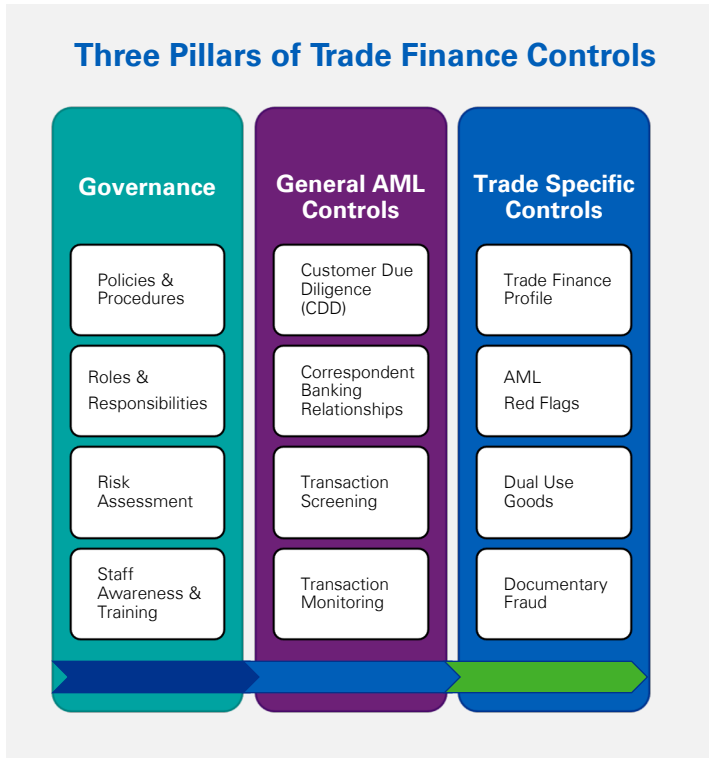 Three Pillars of Trade Finance Controls
Governance
Policies &
Procedures
Roles &
Responsibilities
Risk
Assessment
Staff
Awareness &
Training
General AML
Controls
Customer Due
Diligence
(CDD)
Correspondent
Banking
Relationships
Transaction
Screening
Transaction
Monitoring
Trade Specific
Controls
Trade Finance
Profile
AML
Red Flags
Dual Use
Goods
Documentary
Fraud